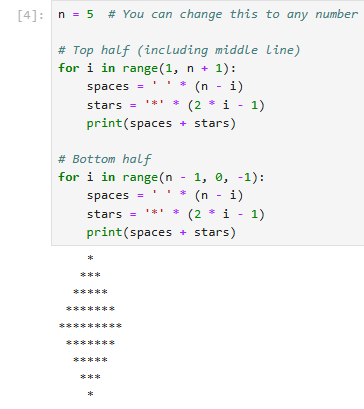 [4]: n = 5  # You can change this to any number

# Top half (including middle line)
for i in range(1, n + 1):
    spaces = ' ' * (n - i)
    stars = '*' * (2 * i - 1)
    print(spaces + stars)

# Bottom half
for i in range(n - 1, 0, -1):
    spaces = ' ' * (n - i)
    stars = '*' * (2 * i - 1)
    print(spaces + stars)

    *
   ***
  *****
 *******
*********
 *******
  *****
   ***
    *